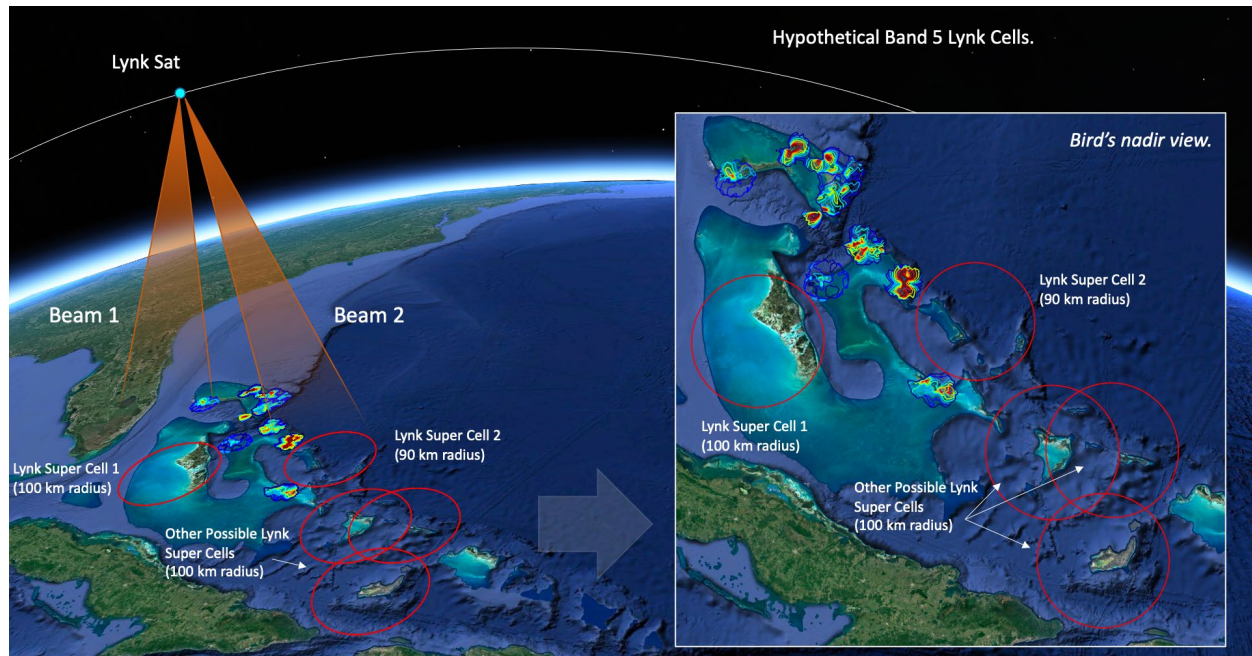 Hypothetical Band 5 Lynk Cells.
Lynk Sat
Beam 1
Beam 2
Lynk Super Cell 1
(100 km radius)
Lynk Super Cell 2
(90 km radius)
Other Possible Lynk
Super Cells
(100 km radius)
Bird’s nadir view.
Lynk Super Cell 2
(90 km radius)
Lynk Super Cell 1
(100 km radius)
Other Possible Lynk
Super Cells
(100 km radius)